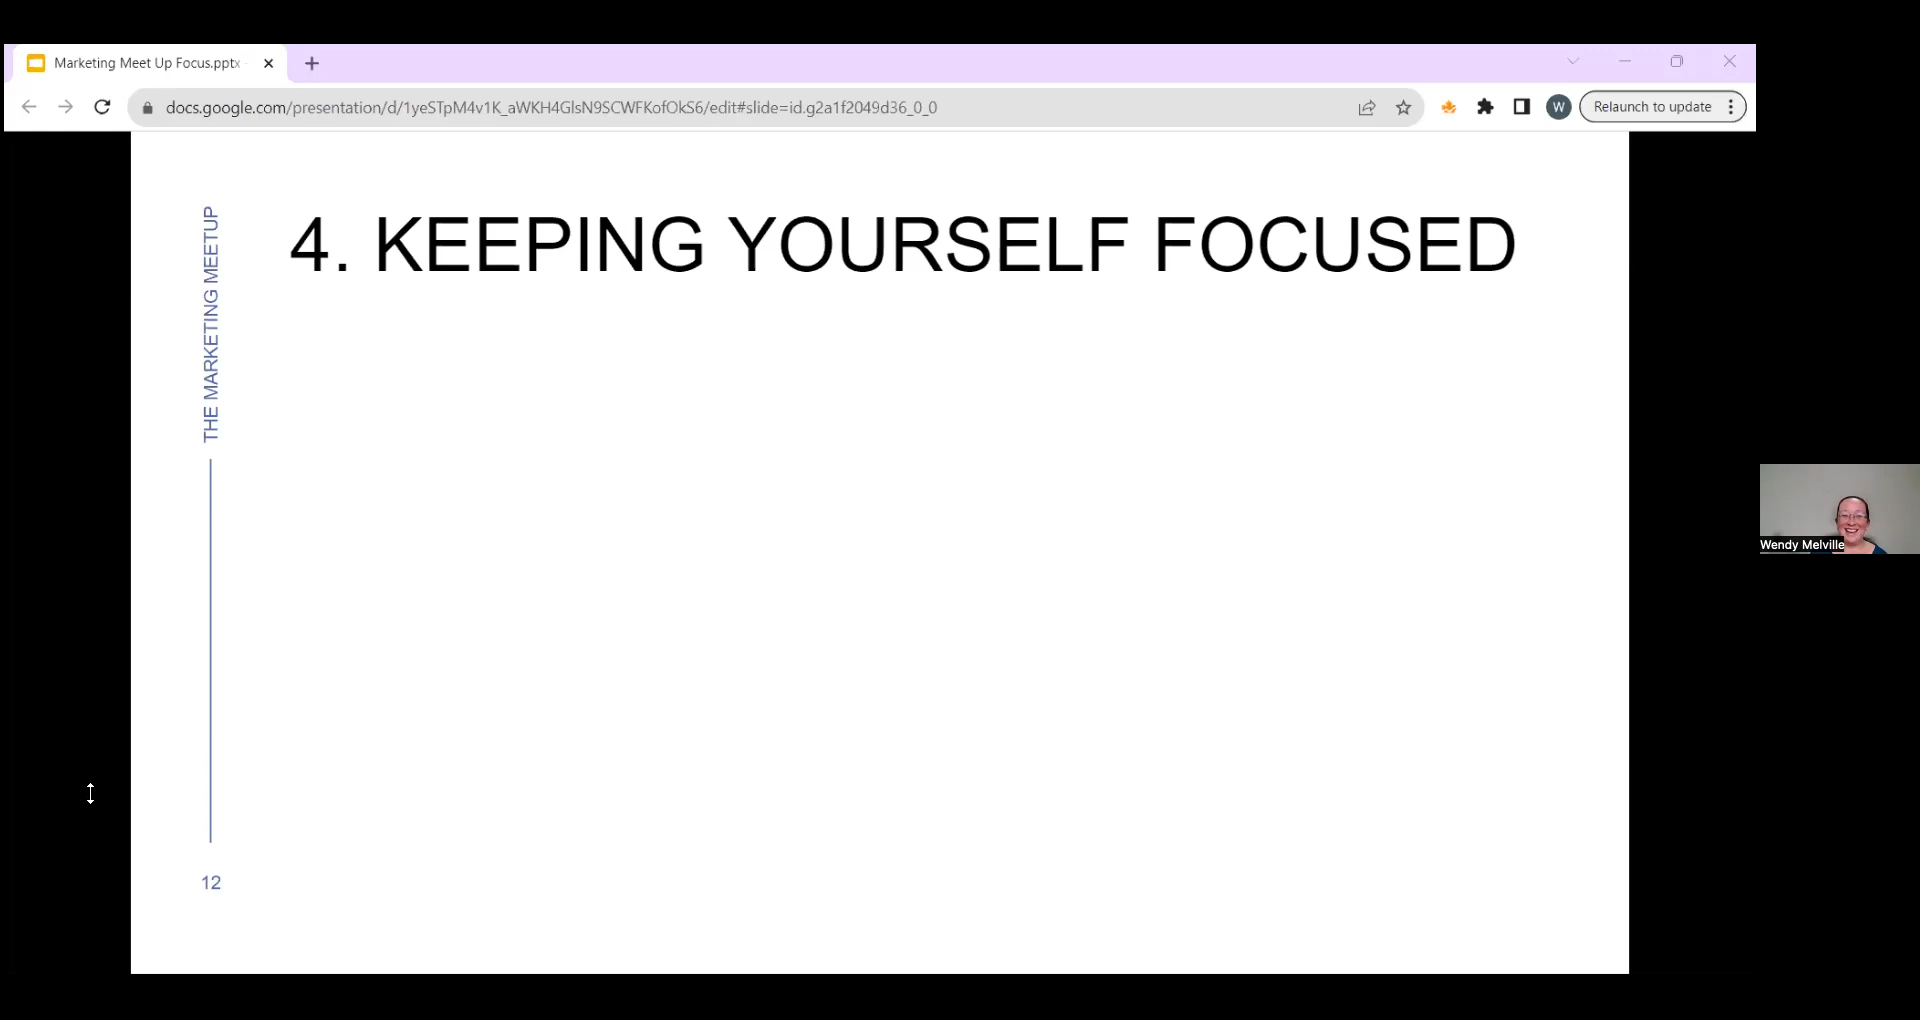 Marketing Meet Up Focus.pptx
docs.google.com/presentation/d/1yeSTpM4v1K_aWKH4GlsN9SCWFKofOkS6/edit#slide=id.g2a1f2049d36_0_0
W
Relaunch to update
THE MARKETING MEETUP
4. KEEPING YOURSELF FOCUSED
Wendy Melville
12